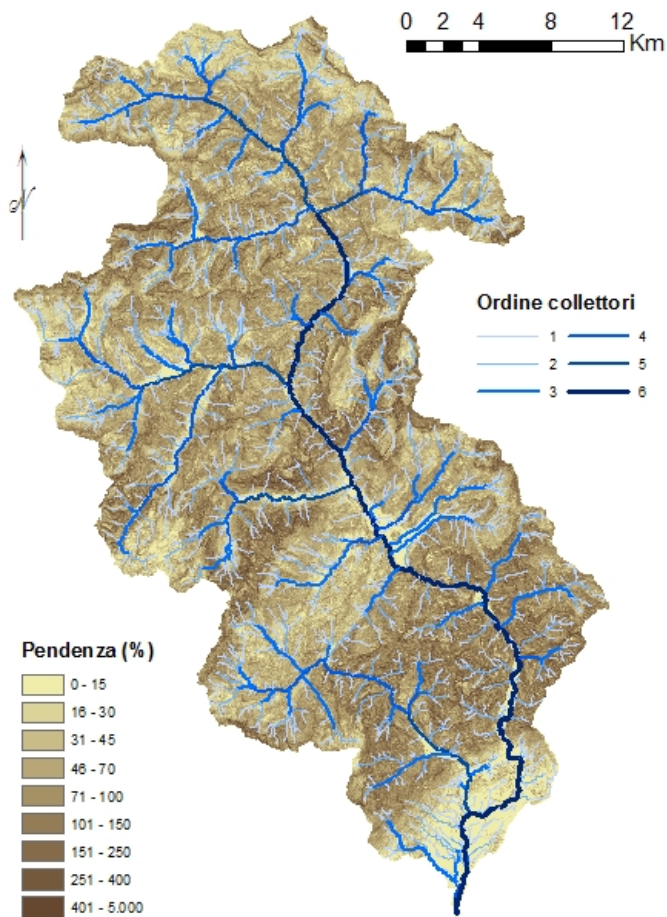 0 2 4 8 12
Km
N
Ordine collettori
1 4
2 5
3 6
Pendenza (%)
0 - 15
16 - 30
31 - 45
46 - 70
71 - 100
101 - 150
151 - 250
251 - 400
401 - 5.000